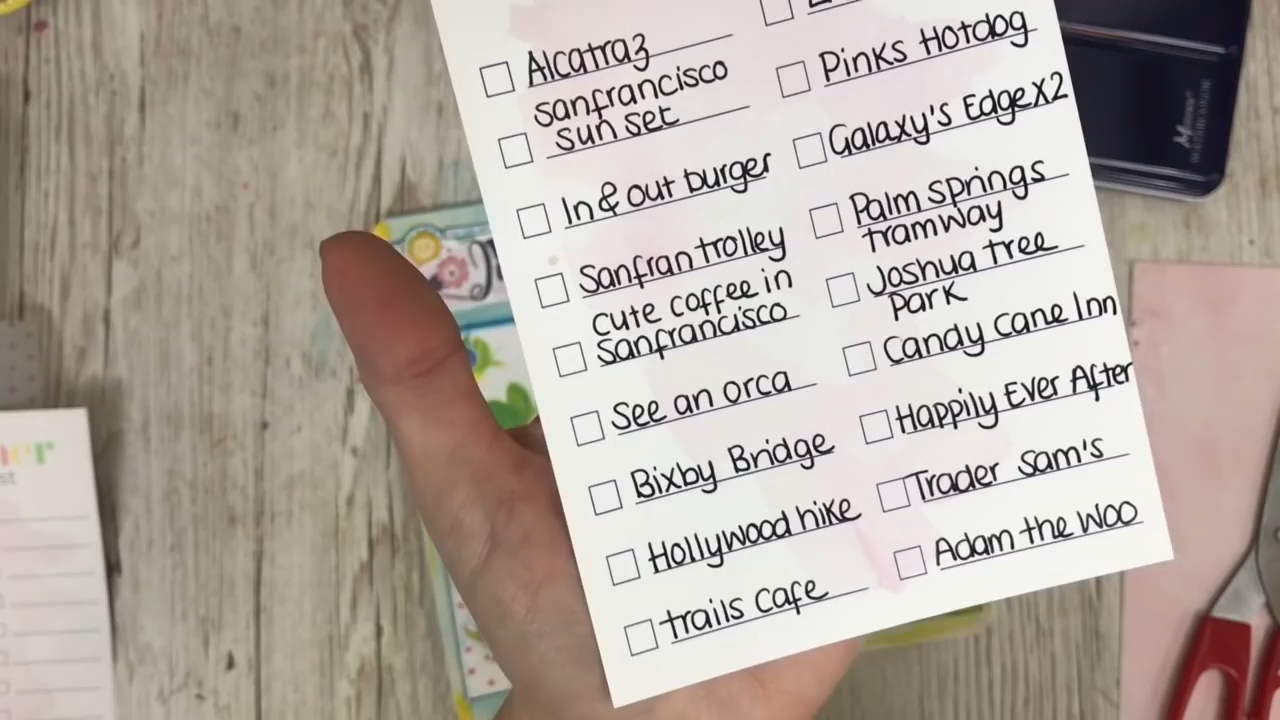 Alcatraz
sanfrancisco
sun set
In & out burger
Sanfran trolley
cute coffee in
Sanfrancisco
See an orca
Bixby Bridge
Hollywood hike
trails cafe
Pinks Hotdog
Galaxy's Edge x2
Palm springs
tramway
Joshua tree
Park
Candy Cane Inn
Happily Ever After
Trader Sam's
Adam the Woo